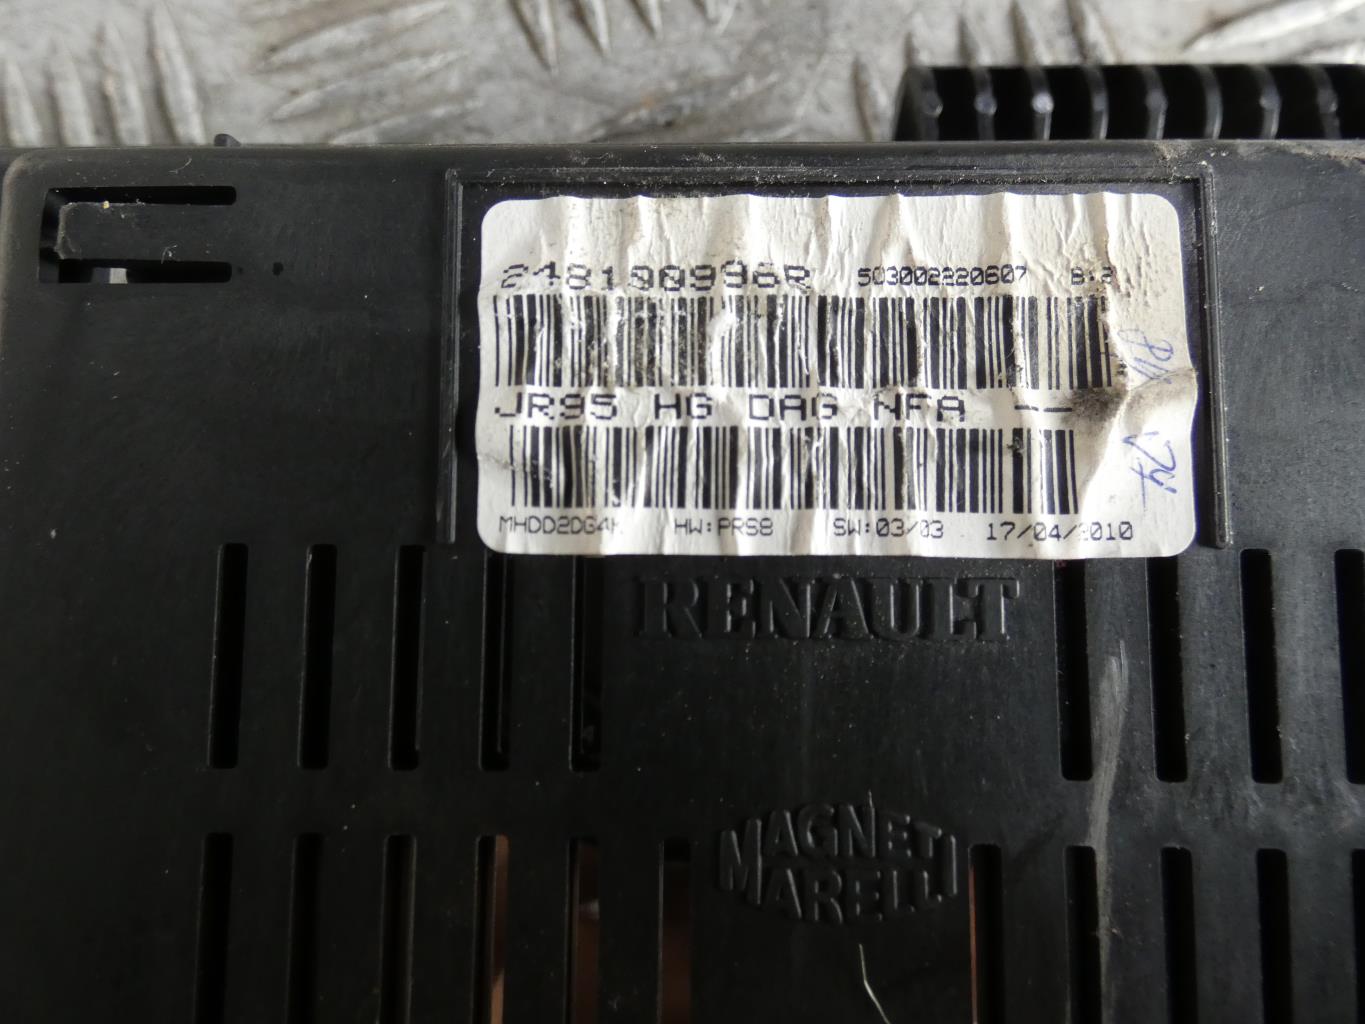 248100996R 503002220607 B:2
JR95 HG DAG NFA --
MHDD2DG4K HW:PRS8 SW:03/03 17/04/2010
RENAULT
MAGNETI
MARELLI
74